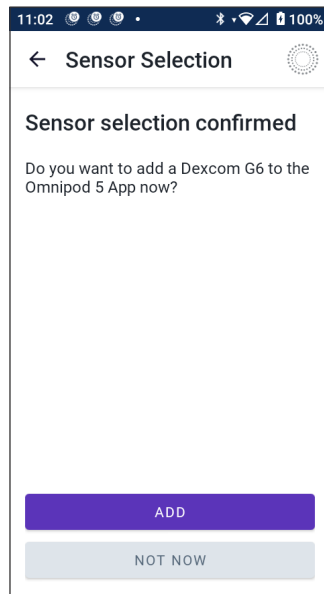 11:02 100%
Sensor Selection
Sensor selection confirmed
Do you want to add a Dexcom G6 to the
Omnipod 5 App now?
ADD
NOT NOW